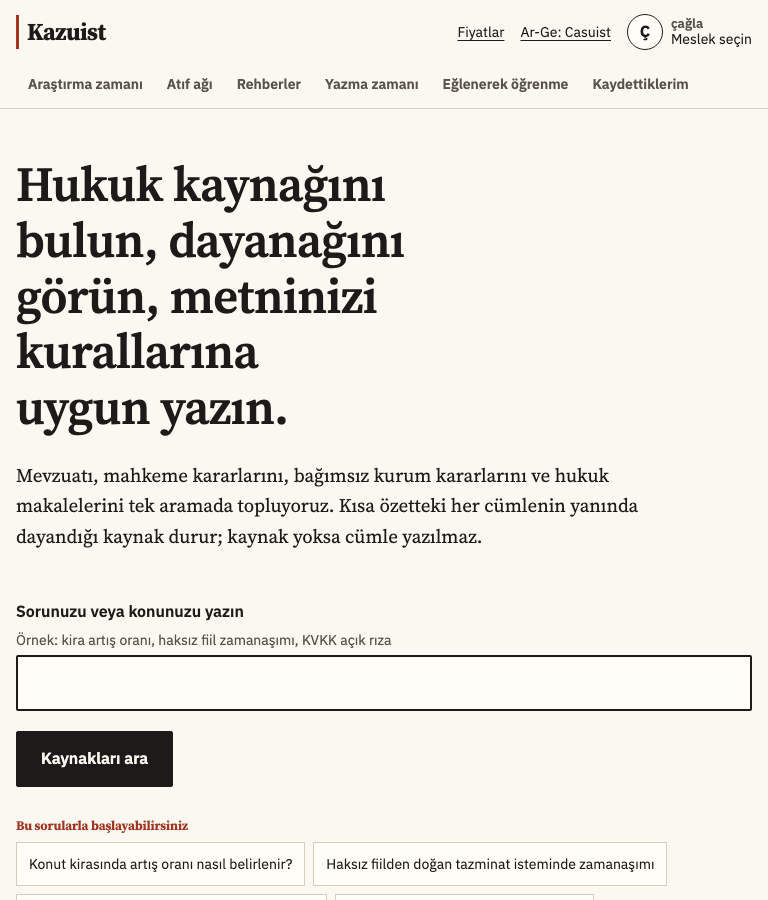 Kazuist
Fiyatlar
Ar-Ge: Casuist
Ç
çağla
Meslek seçin
Araştırma zamanı
Atıf ağı
Rehberler
Yazma zamanı
Eğlenerek öğrenme
Kaydettiklerim
Hukuk kaynağını
bulun, dayanağını
görün, metninizi
kurallarına
uygun yazın.
Mevzuatı, mahkeme kararlarını, bağımsız kurum kararlarını ve hukuk
makalelerini tek aramada topluyoruz. Kısa özetteki her cümlenin yanında
dayandığı kaynak durur; kaynak yoksa cümle yazılmaz.
Sorunuzu veya konunuzu yazın
Örnek: kira artış oranı, haksız fiil zamanaşımı, KVKK açık rıza
Kaynakları ara
Bu sorularla başlayabilirsiniz
Konut kirasında artış oranı nasıl belirlenir?
Haksız fiilden doğan tazminat isteminde zamanaşımı